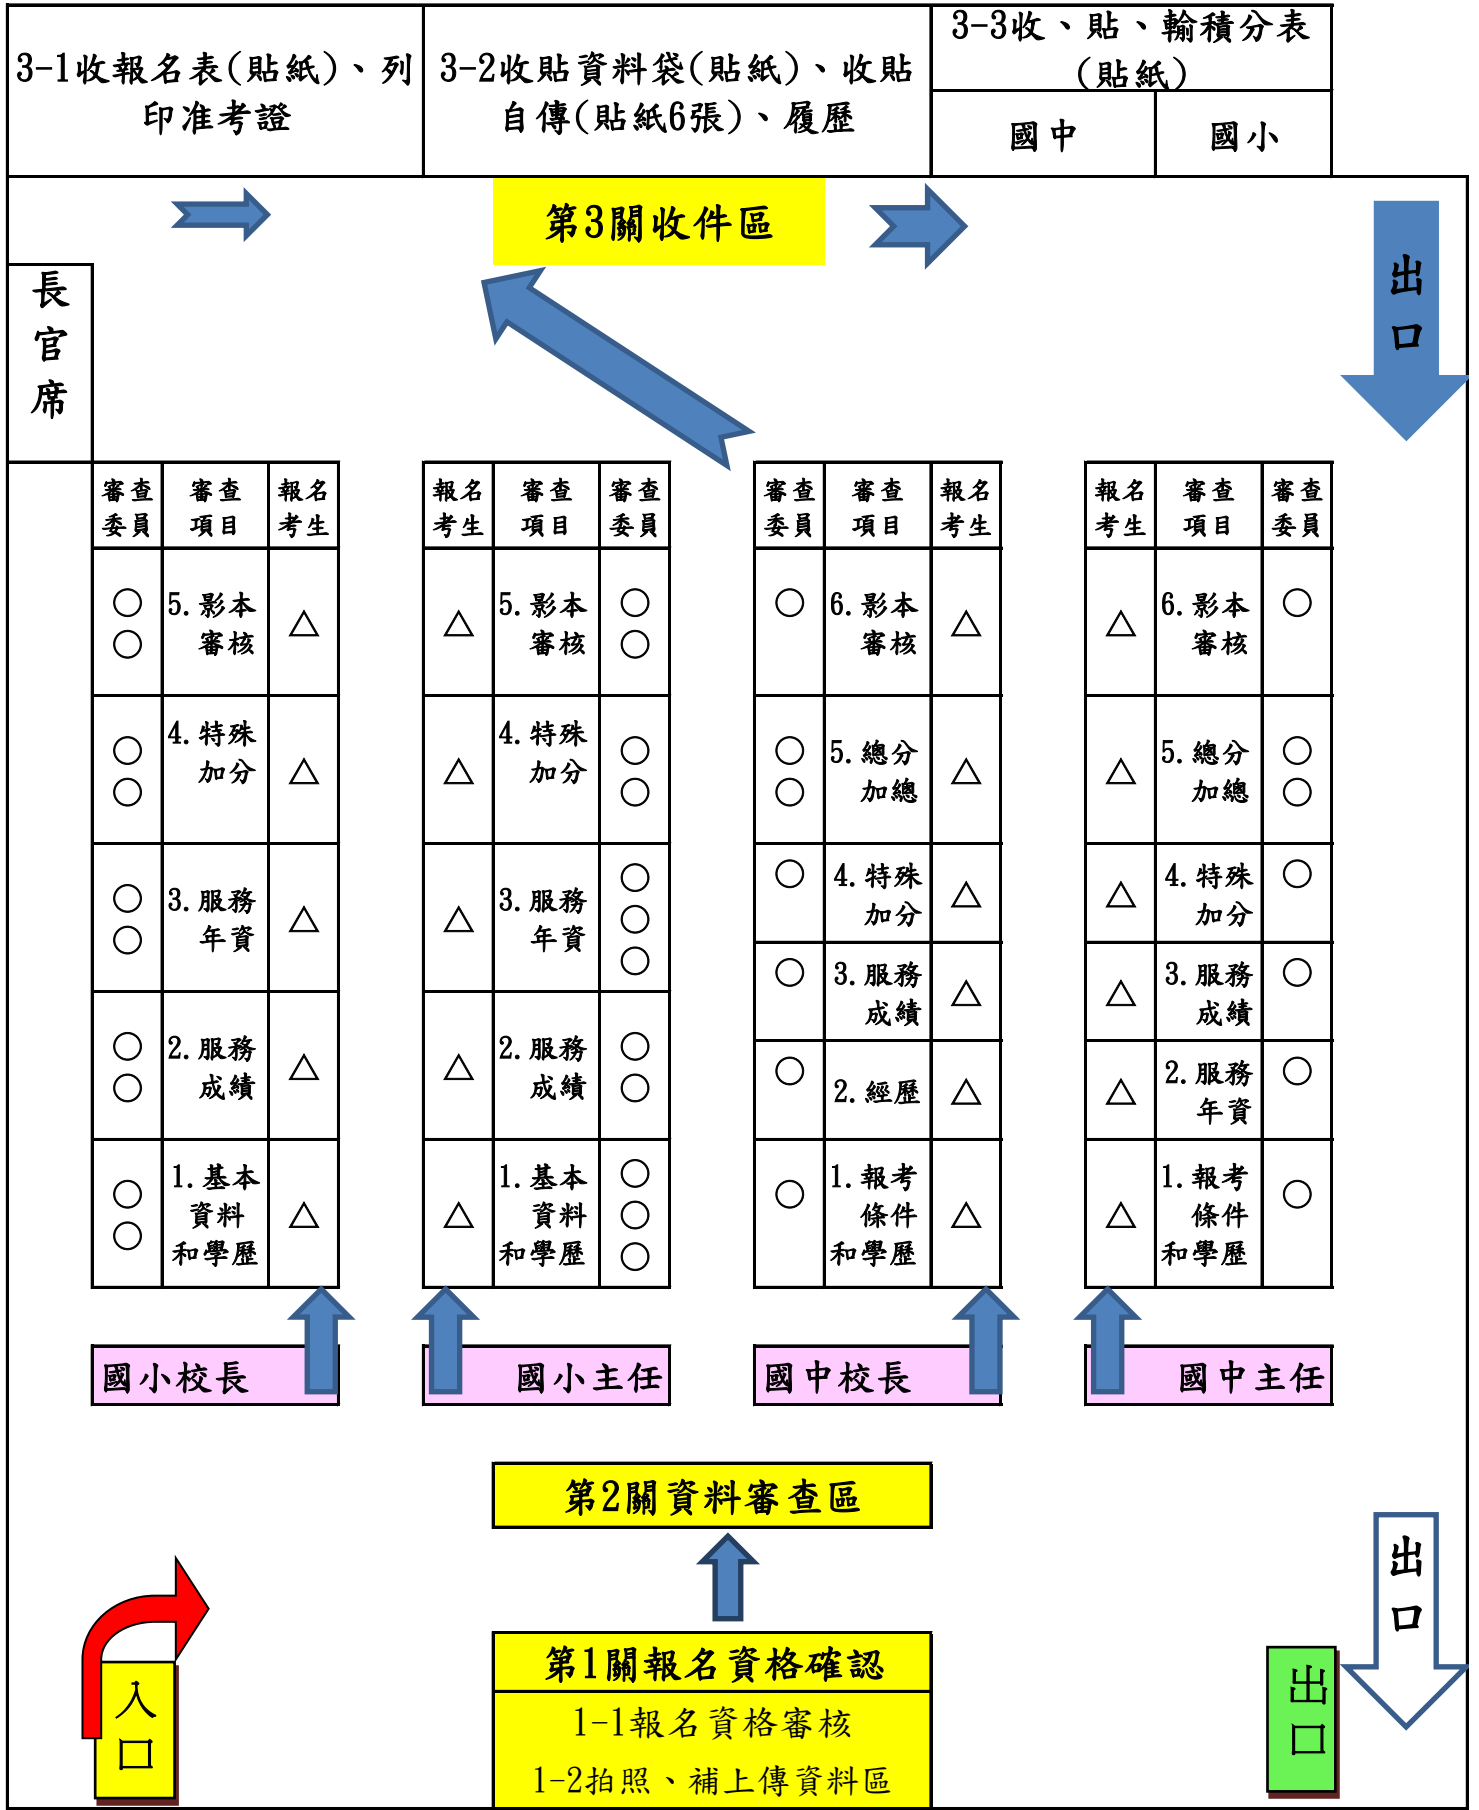 3-1收報名表(貼紙)、列
印准考證
3-2收貼資料袋(貼紙)、收貼
自傳(貼紙6張)、履歷
3-3收、貼、輸積分表
(貼紙)
國中
國小
第3關收件區
出
口
長
官
席
審查
委員
審查
項目
報名
考生
報名
考生
審查
項目
審查
委員
審查
委員
審查
項目
報名
考生
報名
考生
審查
項目
審查
委員
○
○
5.影本
審核
△
△
5.影本
審核
○
○
○
6.影本
審核
△
△
6.影本
審核
○
○
○
4.特殊
加分
△
△
4.特殊
加分
○
○
○
○
5.總分
加總
△
△
5.總分
加總
○
○
○
○
3.服務
年資
△
△
3.服務
年資
○
○
○
○
4.特殊
加分
△
△
4.特殊
加分
○
○
3.服務
成績
△
△
3.服務
成績
○
○
○
2.服務
成績
△
△
2.服務
成績
○
○
○
2.經歷
△
△
2.服務
年資
○
○
○
1.基本
資料
和學歷
△
△
1.基本
資料
和學歷
○
○
○
○
1.報考
條件
和學歷
△
△
1.報考
條件
和學歷
○
國小校長
國小主任
國中校長
國中主任
第2關資料審查區
出
口
第1關報名資格確認
1-1報名資格審核
1-2拍照、補上傳資料區
入
口
出
口